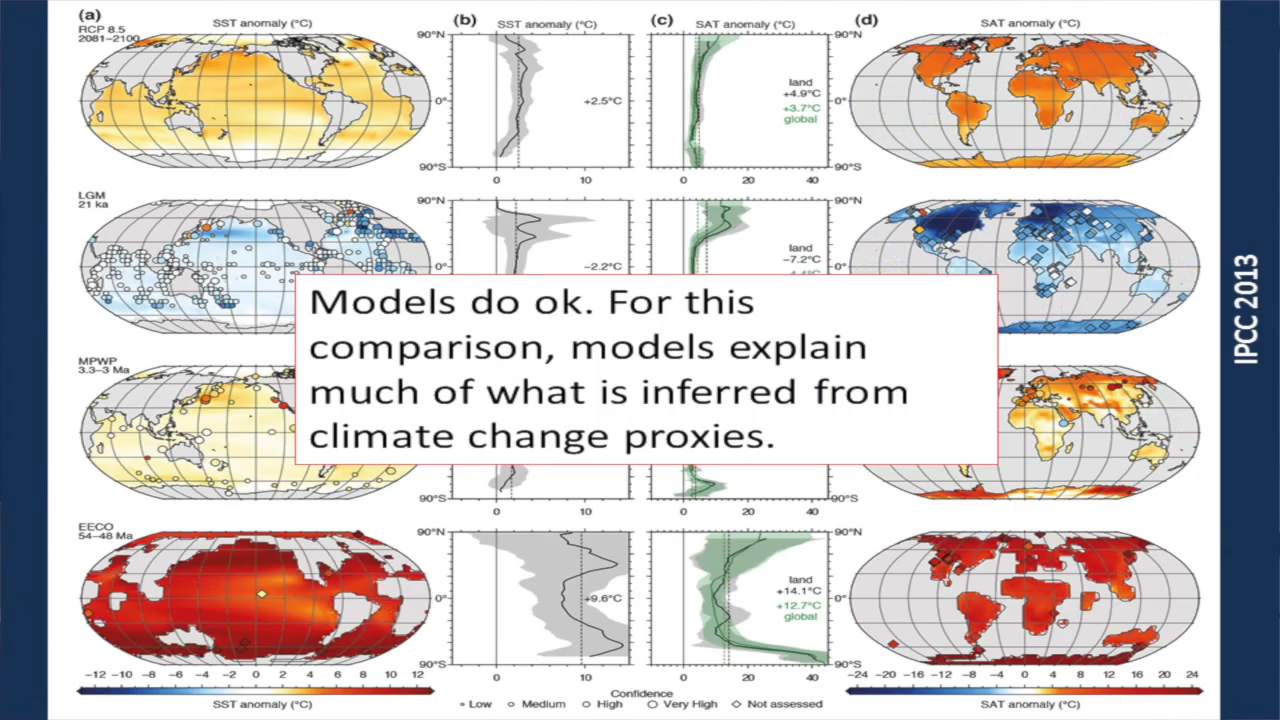 (a)
SST anomaly (°C)
(b)
SST anomaly (°C)
(c)
SAT anomaly (°C)
(d)
SAT anomaly (°C)
RCP 8.5
2081–2100
90°N
0°
90°S
+2.5°C
0
10
land
+4.9°C
+3.7°C
global
90°N
0°
90°S
0
20
40
LGM
21 ka
90°N
0°
−2.2°C
land
−7.2°C
90°N
0°
Models do ok. For this
comparison, models explain
much of what is inferred from
climate change proxies.
MPWP
3.3–3 Ma
90°S
0
10
90°S
0
20
40
EECO
54–48 Ma
90°N
0°
90°S
+9.6°C
0
10
land
+14.1°C
+12.7°C
global
90°N
0°
90°S
0
20
40
−12 −10 −8 −6 −4 −2 0 2 4 6 8 10 12
SST anomaly (°C)
Confidence
Low Medium High Very High Not assessed
−24 −20 −16 −12 −8 −4 0 4 8 12 16 20 24
SAT anomaly (°C)
IPCC 2013